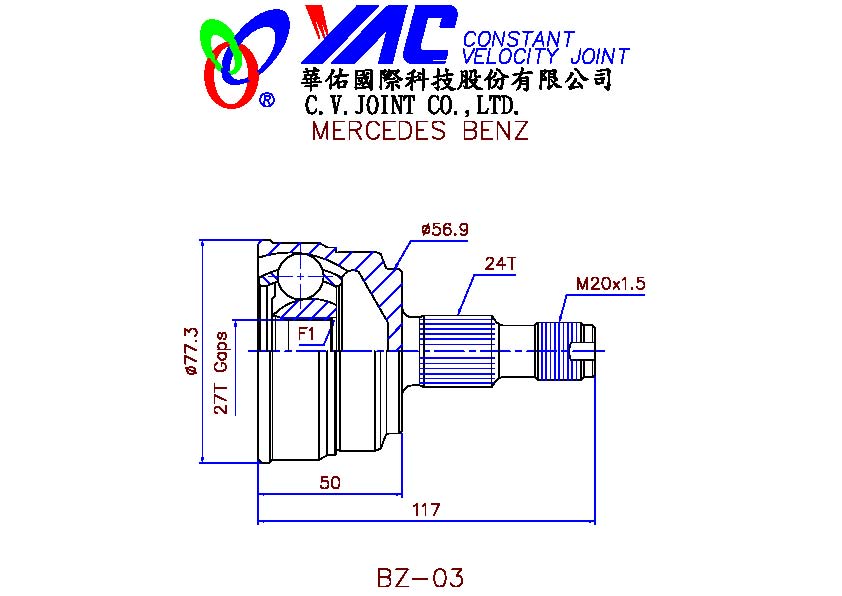 YAC CONSTANT
VELOCITY JOINT
®
華佑國際科技股份有限公司
C.V.JOINT CO.,LTD.
MERCEDES BENZ
ø56.9
24T
M20x1.5
ø77.3
27T Gaps
F1
50
117
BZ-03